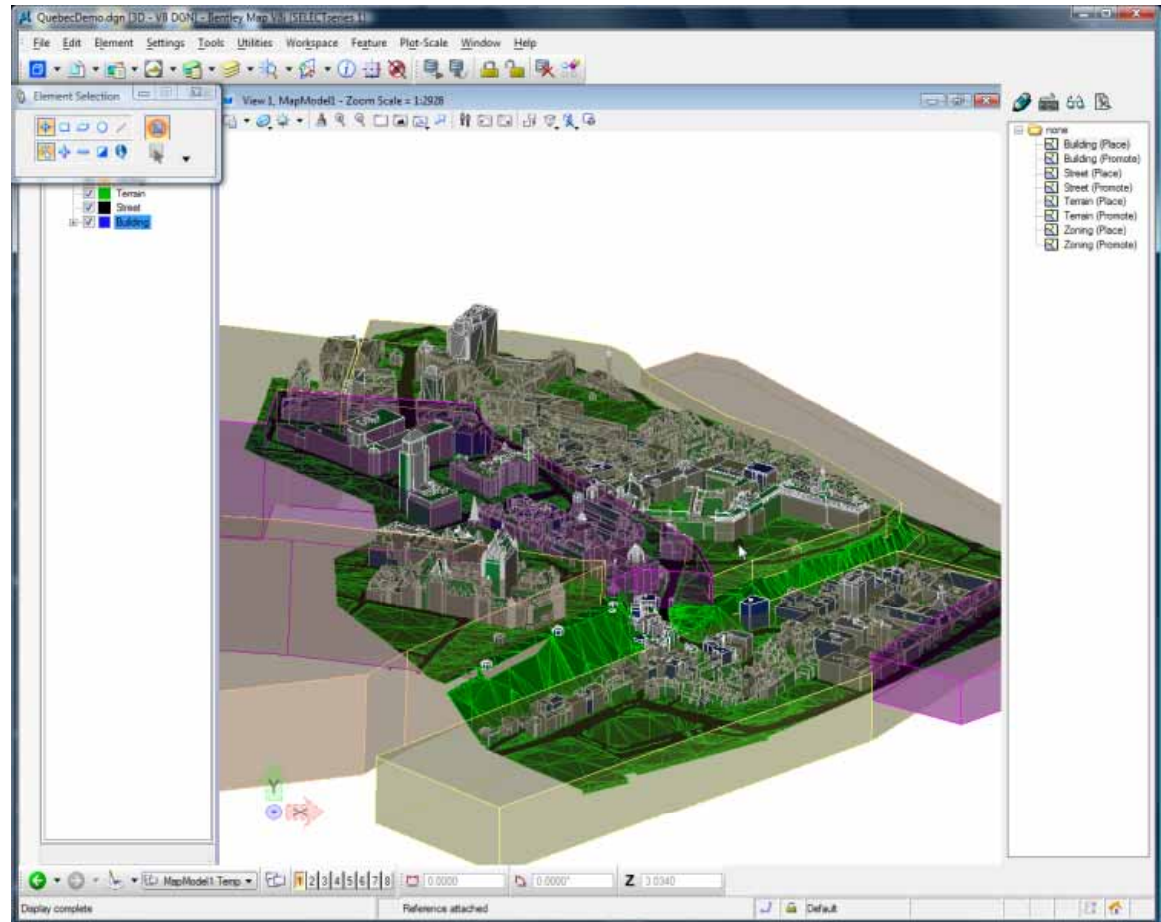 QuebecDemo.dgn [3D - V8 DGN] - Bentley Map V8i (SELECTseries 1)
File Edit Element Settings Tools Utilities Workspace Feature Plot-Scale Window Help
Element Selection
View 1, MapModel1 - Zoom Scale = 1:2928
Terrain
Street
Building
none
Building (Place)
Building (Promote)
Street (Place)
Street (Promote)
Terrain (Place)
Terrain (Promote)
Zoning (Place)
Zoning (Promote)
Y
X
MapModel1 Temp
1 2 3 4 5 6 7 8
0.0000
0.0000°
Z 3.0340
Display complete
Reference attached
Default